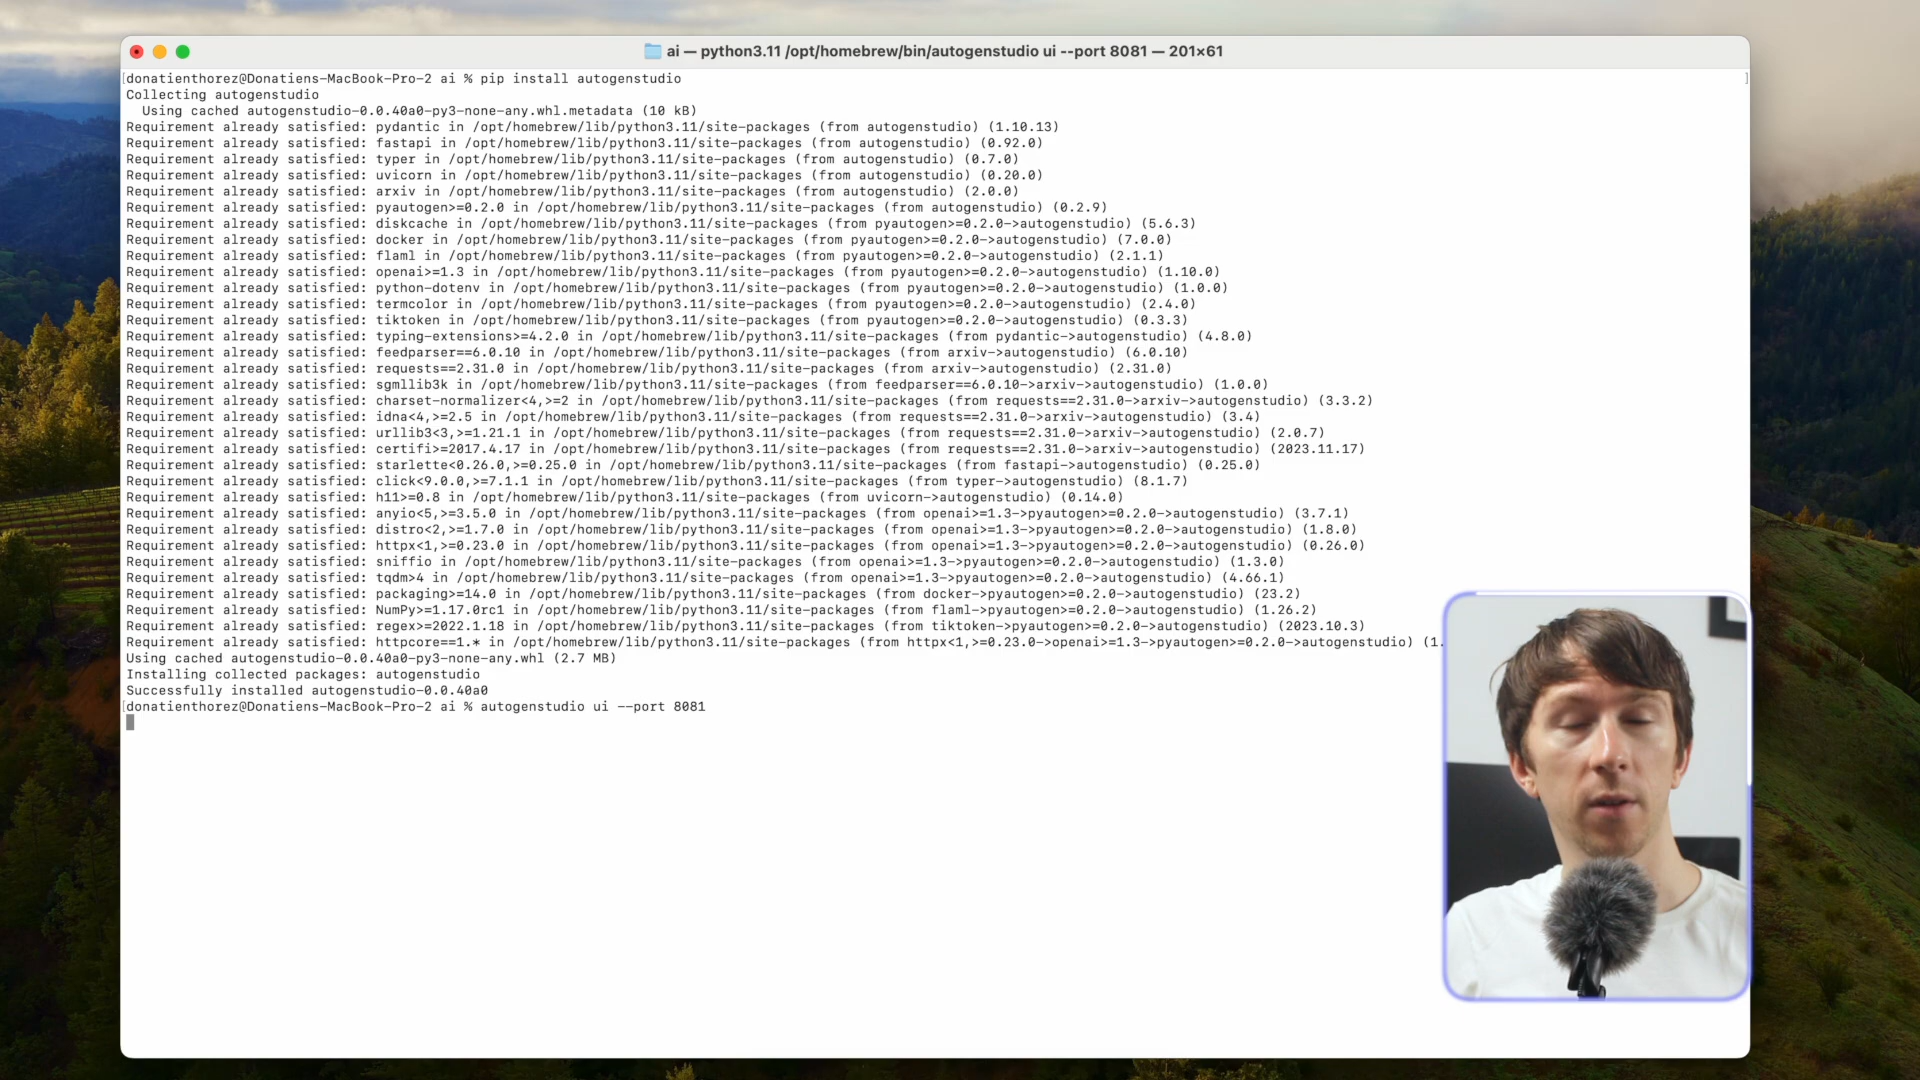 ai — python3.11 /opt/homebrew/bin/autogenstudio ui --port 8081 — 201×61
[donatienthorez@Donatiens-MacBook-Pro-2 ai % pip install autogenstudio ]
Collecting autogenstudio
  Using cached autogenstudio-0.0.40a0-py3-none-any.whl.metadata (10 kB)
Requirement already satisfied: pydantic in /opt/homebrew/lib/python3.11/site-packages (from autogenstudio) (1.10.13)
Requirement already satisfied: fastapi in /opt/homebrew/lib/python3.11/site-packages (from autogenstudio) (0.92.0)
Requirement already satisfied: typer in /opt/homebrew/lib/python3.11/site-packages (from autogenstudio) (0.7.0)
Requirement already satisfied: uvicorn in /opt/homebrew/lib/python3.11/site-packages (from autogenstudio) (0.20.0)
Requirement already satisfied: arxiv in /opt/homebrew/lib/python3.11/site-packages (from autogenstudio) (2.0.0)
Requirement already satisfied: pyautogen>=0.2.0 in /opt/homebrew/lib/python3.11/site-packages (from autogenstudio) (0.2.9)
Requirement already satisfied: diskcache in /opt/homebrew/lib/python3.11/site-packages (from pyautogen>=0.2.0->autogenstudio) (5.6.3)
Requirement already satisfied: docker in /opt/homebrew/lib/python3.11/site-packages (from pyautogen>=0.2.0->autogenstudio) (7.0.0)
Requirement already satisfied: flaml in /opt/homebrew/lib/python3.11/site-packages (from pyautogen>=0.2.0->autogenstudio) (2.1.1)
Requirement already satisfied: openai>=1.3 in /opt/homebrew/lib/python3.11/site-packages (from pyautogen>=0.2.0->autogenstudio) (1.10.0)
Requirement already satisfied: python-dotenv in /opt/homebrew/lib/python3.11/site-packages (from pyautogen>=0.2.0->autogenstudio) (1.0.0)
Requirement already satisfied: termcolor in /opt/homebrew/lib/python3.11/site-packages (from pyautogen>=0.2.0->autogenstudio) (2.4.0)
Requirement already satisfied: tiktoken in /opt/homebrew/lib/python3.11/site-packages (from pyautogen>=0.2.0->autogenstudio) (0.3.3)
Requirement already satisfied: typing-extensions>=4.2.0 in /opt/homebrew/lib/python3.11/site-packages (from pydantic->autogenstudio) (4.8.0)
Requirement already satisfied: feedparser==6.0.10 in /opt/homebrew/lib/python3.11/site-packages (from arxiv->autogenstudio) (6.0.10)
Requirement already satisfied: requests==2.31.0 in /opt/homebrew/lib/python3.11/site-packages (from arxiv->autogenstudio) (2.31.0)
Requirement already satisfied: sgmllib3k in /opt/homebrew/lib/python3.11/site-packages (from feedparser==6.0.10->arxiv->autogenstudio) (1.0.0)
Requirement already satisfied: charset-normalizer<4,>=2 in /opt/homebrew/lib/python3.11/site-packages (from requests==2.31.0->arxiv->autogenstudio) (3.3.2)
Requirement already satisfied: idna<4,>=2.5 in /opt/homebrew/lib/python3.11/site-packages (from requests==2.31.0->arxiv->autogenstudio) (3.4)
Requirement already satisfied: urllib3<3,>=1.21.1 in /opt/homebrew/lib/python3.11/site-packages (from requests==2.31.0->arxiv->autogenstudio) (2.0.7)
Requirement already satisfied: certifi>=2017.4.17 in /opt/homebrew/lib/python3.11/site-packages (from requests==2.31.0->arxiv->autogenstudio) (2023.11.17)
Requirement already satisfied: starlette<0.26.0,>=0.25.0 in /opt/homebrew/lib/python3.11/site-packages (from fastapi->autogenstudio) (0.25.0)
Requirement already satisfied: click<9.0.0,>=7.1.1 in /opt/homebrew/lib/python3.11/site-packages (from typer->autogenstudio) (8.1.7)
Requirement already satisfied: h11>=0.8 in /opt/homebrew/lib/python3.11/site-packages (from uvicorn->autogenstudio) (0.14.0)
Requirement already satisfied: anyio<5,>=3.5.0 in /opt/homebrew/lib/python3.11/site-packages (from openai>=1.3->pyautogen>=0.2.0->autogenstudio) (3.7.1)
Requirement already satisfied: distro<2,>=1.7.0 in /opt/homebrew/lib/python3.11/site-packages (from openai>=1.3->pyautogen>=0.2.0->autogenstudio) (1.8.0)
Requirement already satisfied: httpx<1,>=0.23.0 in /opt/homebrew/lib/python3.11/site-packages (from openai>=1.3->pyautogen>=0.2.0->autogenstudio) (0.26.0)
Requirement already satisfied: sniffio in /opt/homebrew/lib/python3.11/site-packages (from openai>=1.3->pyautogen>=0.2.0->autogenstudio) (1.3.0)
Requirement already satisfied: tqdm>4 in /opt/homebrew/lib/python3.11/site-packages (from openai>=1.3->pyautogen>=0.2.0->autogenstudio) (4.66.1)
Requirement already satisfied: packaging>=14.0 in /opt/homebrew/lib/python3.11/site-packages (from docker->pyautogen>=0.2.0->autogenstudio) (23.2)
Requirement already satisfied: NumPy>=1.17.0rc1 in /opt/homebrew/lib/python3.11/site-packages (from flaml->pyautogen>=0.2.0->autogenstudio) (1.26.2)
Requirement already satisfied: regex>=2022.1.18 in /opt/homebrew/lib/python3.11/site-packages (from tiktoken->pyautogen>=0.2.0->autogenstudio) (2023.10.3)
Requirement already satisfied: httpcore==1.* in /opt/homebrew/lib/python3.11/site-packages (from httpx<1,>=0.23.0->openai>=1.3->pyautogen>=0.2.0->autogenstudio) (1.
Using cached autogenstudio-0.0.40a0-py3-none-any.whl (2.7 MB)
Installing collected packages: autogenstudio
Successfully installed autogenstudio-0.0.40a0
[donatienthorez@Donatiens-MacBook-Pro-2 ai % autogenstudio ui --port 8081